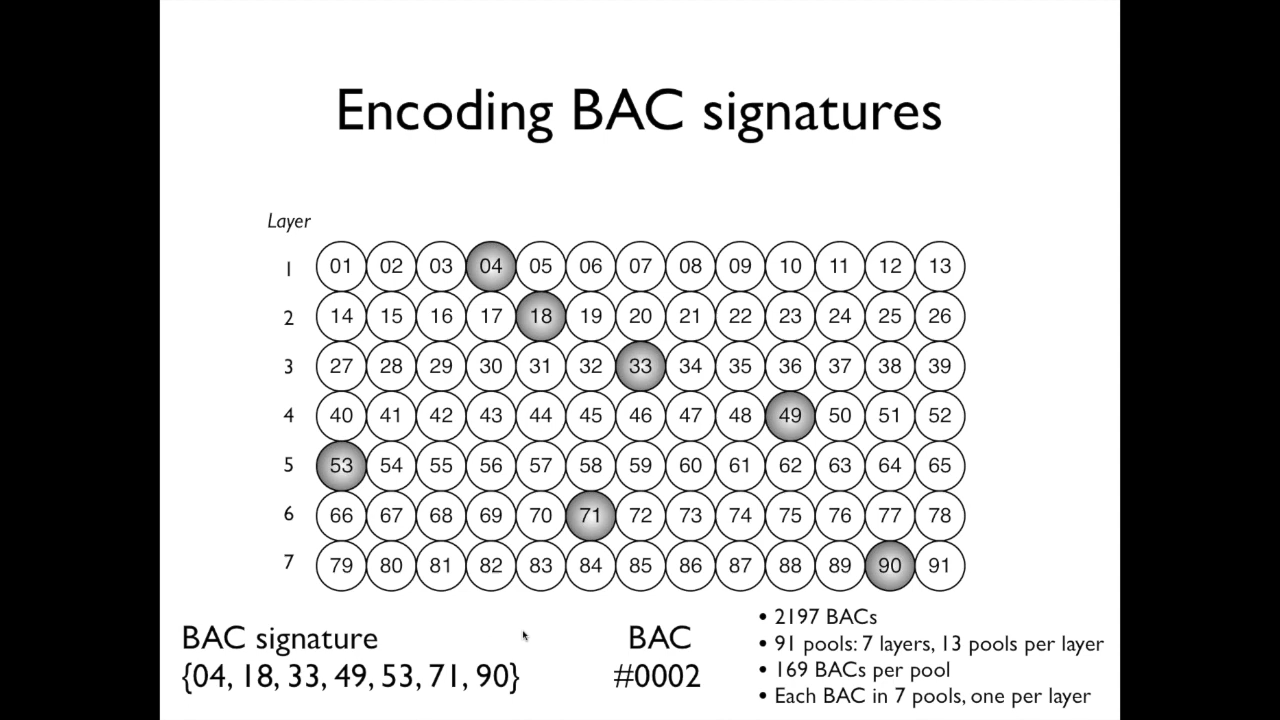 Encoding BAC signatures
Layer
1 01 02 03 04 05 06 07 08 09 10 11 12 13
2 14 15 16 17 18 19 20 21 22 23 24 25 26
3 27 28 29 30 31 32 33 34 35 36 37 38 39
4 40 41 42 43 44 45 46 47 48 49 50 51 52
5 53 54 55 56 57 58 59 60 61 62 63 64 65
6 66 67 68 69 70 71 72 73 74 75 76 77 78
7 79 80 81 82 83 84 85 86 87 88 89 90 91
BAC signature
{04, 18, 33, 49, 53, 71, 90}
BAC
#0002
• 2197 BACs
• 91 pools: 7 layers, 13 pools per layer
• 169 BACs per pool
• Each BAC in 7 pools, one per layer